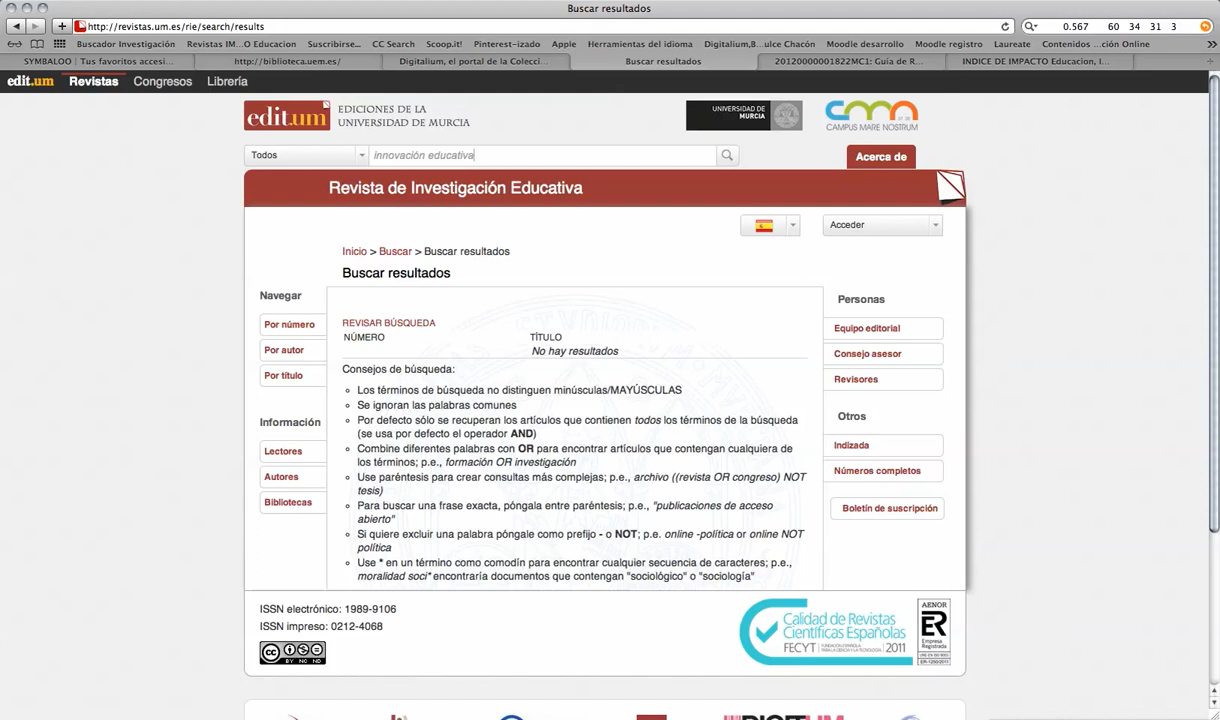 Buscar resultados
http://revistas.um.es/rie/search/results
0.567 60 34 31 3
Buscador Investigación Revistas IM...O Educacion Suscribirse... CC Search Scoop.it! Pinterest-izado Apple Herramientas del idioma Digitalium,B...ulce Chacón Moodle desarrollo Moodle registro Laureate Contenidos ...ción Online
SYMBALOO | Tus favoritos accesi... http://biblioteca.uem.es/ Digitalium, el portal de la Colecci... Buscar resultados 20120000001822MC1: Guía de R... INDICE DE IMPACTO Educacion, I...
edit.um Revistas Congresos Librería
edit.um EDICIONES DE LA
UNIVERSIDAD DE MURCIA
UNIVERSIDAD DE
MURCIA
CAMPUS MARE NOSTRUM
Todos innovación educativa
Acerca de
Revista de Investigación Educativa
Acceder
Inicio > Buscar > Buscar resultados
Buscar resultados
Navegar
Por número
Por autor
Por título
Información
Lectores
Autores
Bibliotecas
REVISAR BÚSQUEDA
NÚMERO TÍTULO
No hay resultados
Consejos de búsqueda:
Los términos de búsqueda no distinguen minúsculas/MAYÚSCULAS
Se ignoran las palabras comunes
Por defecto sólo se recuperan los artículos que contienen todos los términos de la búsqueda
(se usa por defecto el operador AND)
Combine diferentes palabras con OR para encontrar artículos que contengan cualquiera de
los términos; p.e., formación OR investigación
Use paréntesis para crear consultas más complejas; p.e., archivo ((revista OR congreso) NOT
tesis)
Para buscar una frase exacta, póngala entre paréntesis; p.e., "publicaciones de acceso
abierto"
Si quiere excluir una palabra póngale como prefijo - o NOT; p.e. online -política or online NOT
política
Use * en un término como comodín para encontrar cualquier secuencia de caracteres; p.e.,
moralidad soci* encontraría documentos que contengan "sociológico" o "sociología"
Personas
Equipo editorial
Consejo asesor
Revisores
Otros
Indizada
Números completos
Boletín de suscripción
ISSN electrónico: 1989-9106
ISSN impreso: 0212-4068
cc BY NC ND
Calidad de Revistas
Científicas Españolas
FECYT FUNDACIÓN ESPAÑOLA PARA LA CIENCIA Y LA TECNOLOGÍA 2011
AENOR
ER
Empresa
Registrada